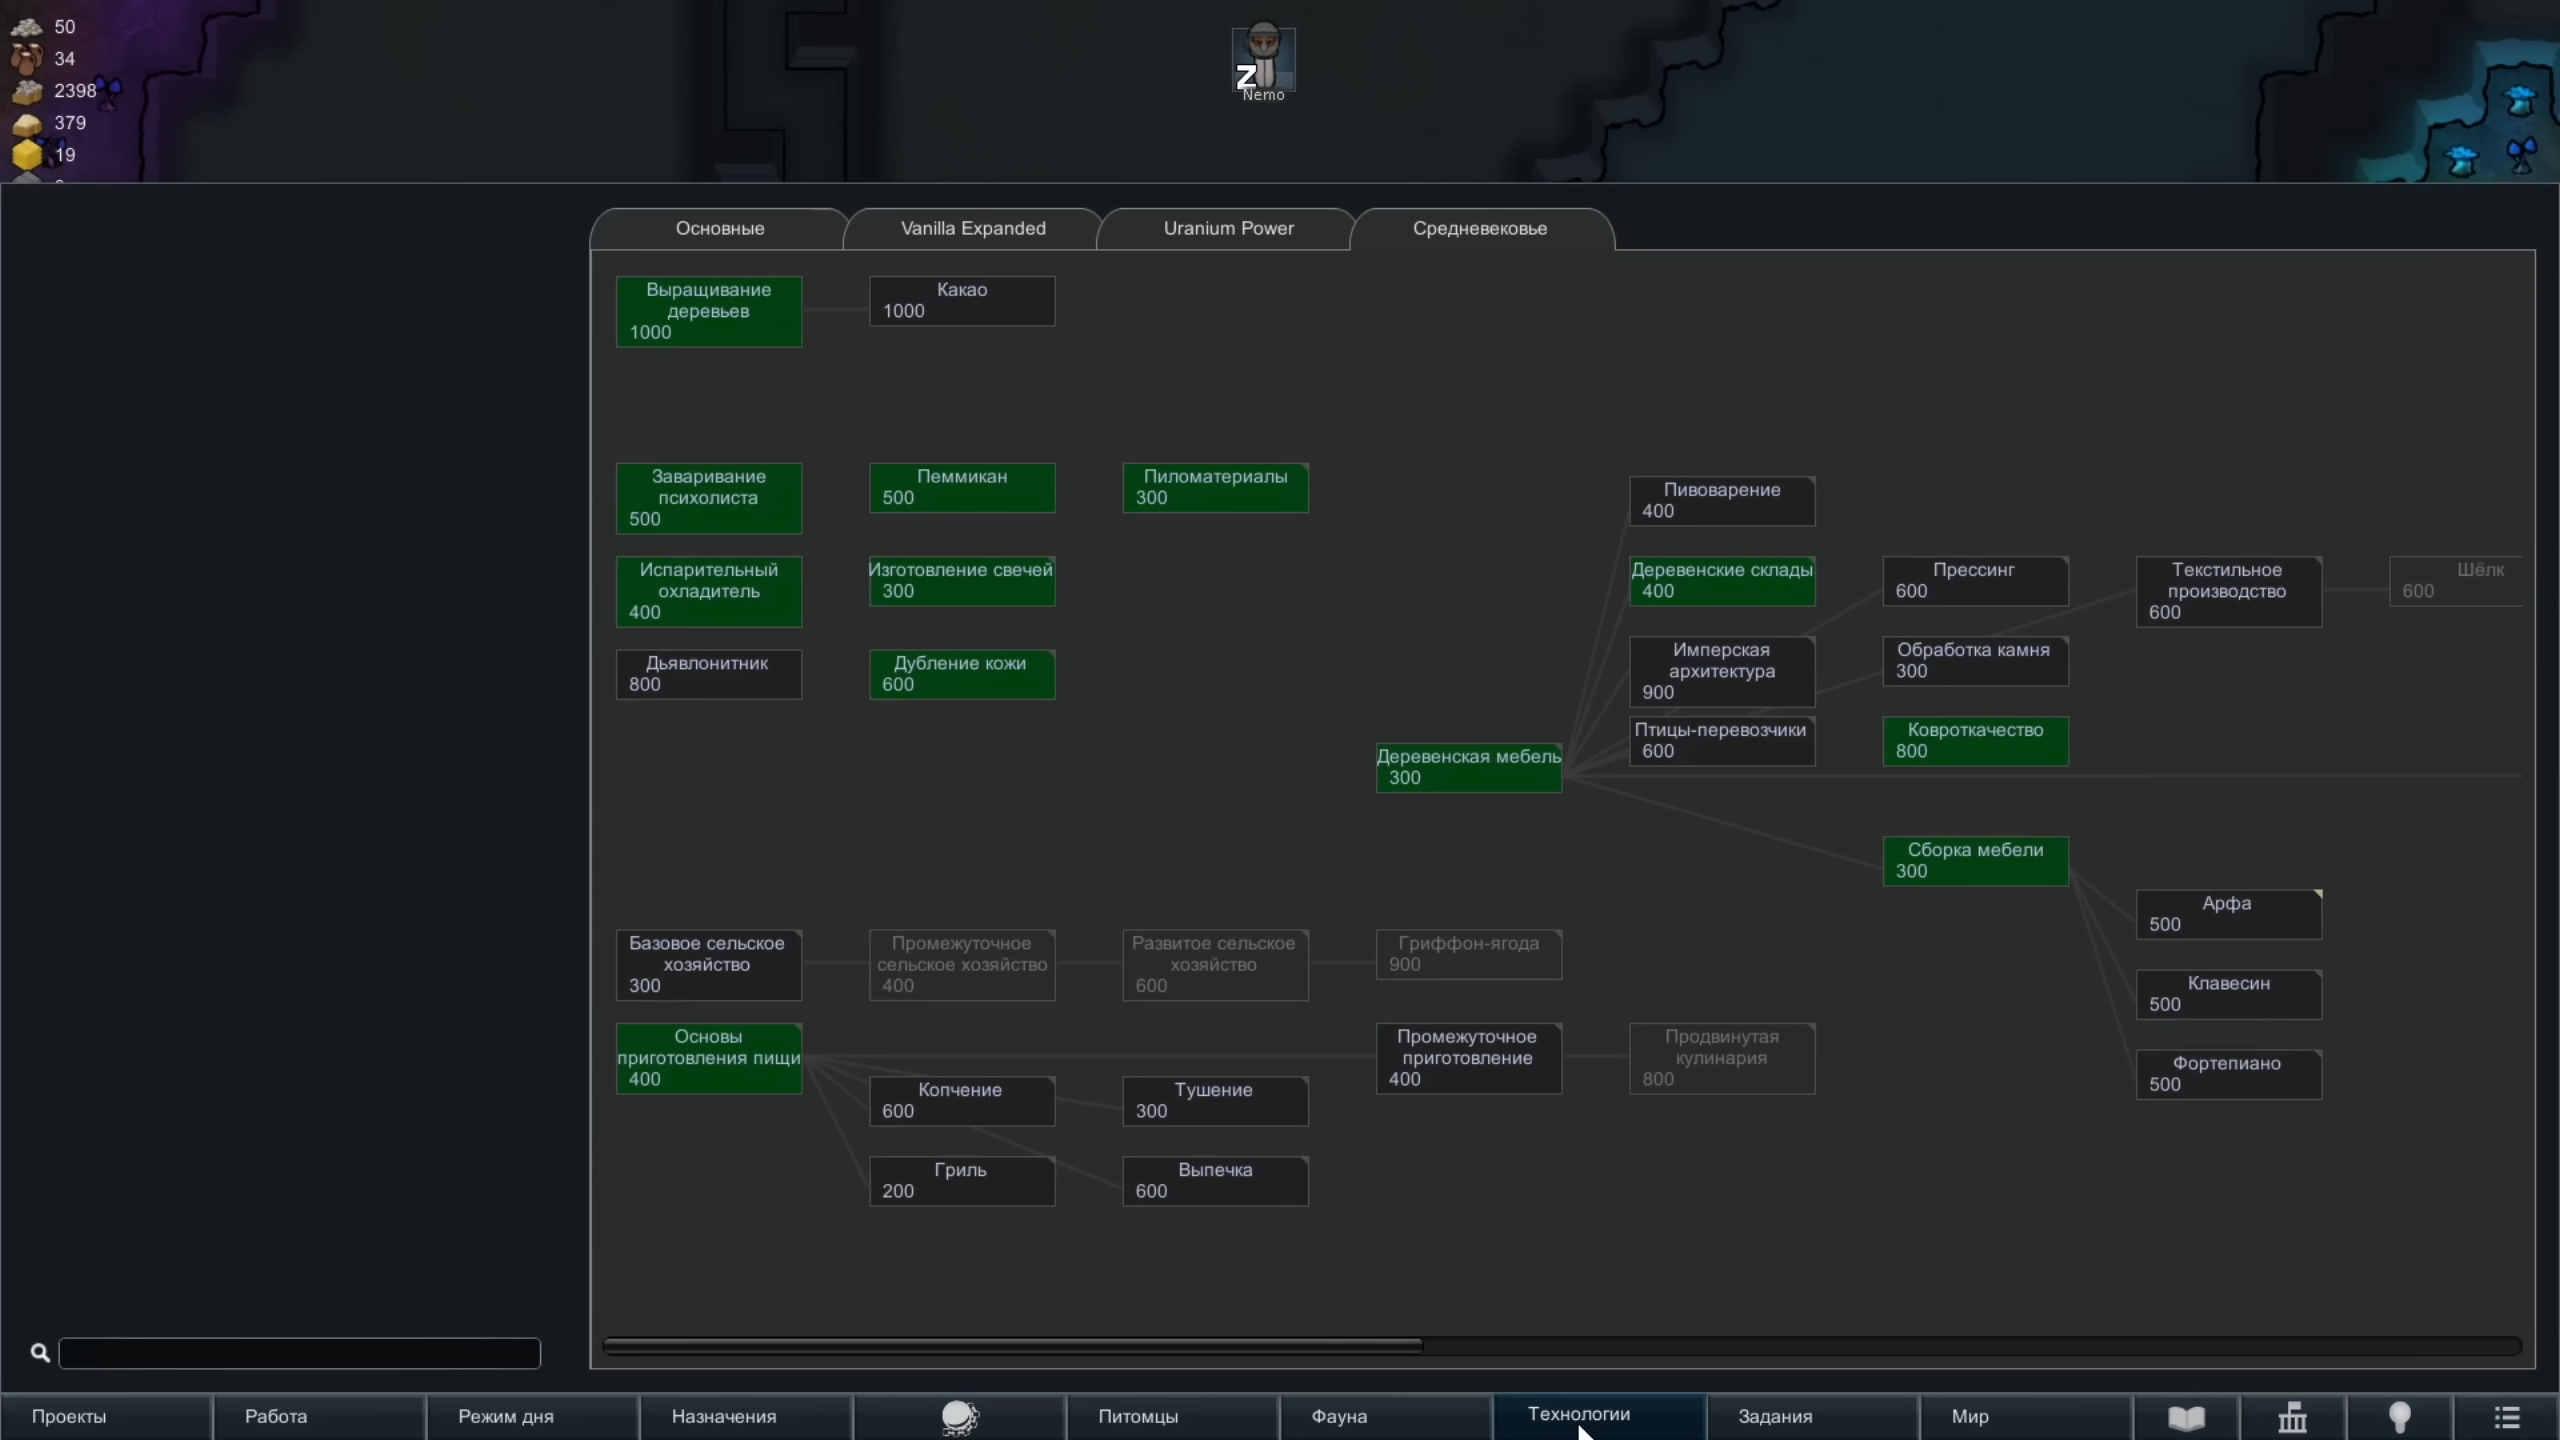 50
34
2398
379
19
Z
Nemo
Основные
Vanilla Expanded
Uranium Power
Средневековье
Выращивание
деревьев
1000
Какао
1000
Заваривание
психолиста
500
Пеммикан
500
Пиломатериалы
300
Пивоварение
400
Испарительный
охладитель
400
Изготовление свечей
300
Деревенские склады
400
Прессинг
600
Текстильное
производство
600
Шёлк
600
Дьявлонитник
800
Дубление кожи
600
Имперская
архитектура
900
Обработка камня
300
Птицы-перевозчики
600
Ковроткачество
800
Деревенская мебель
300
Сборка мебели
300
Арфа
500
Клавесин
500
Фортепиано
500
Базовое сельское
хозяйство
300
Промежуточное
сельское хозяйство
400
Развитое сельское
хозяйство
600
Гриффон-ягода
900
Основы
приготовления пищи
400
Промежуточное
приготовление
400
Продвинутая
кулинария
800
Копчение
600
Тушение
300
Гриль
200
Выпечка
600
Проекты
Работа
Режим дня
Назначения
Питомцы
Фауна
Технологии
Задания
Мир